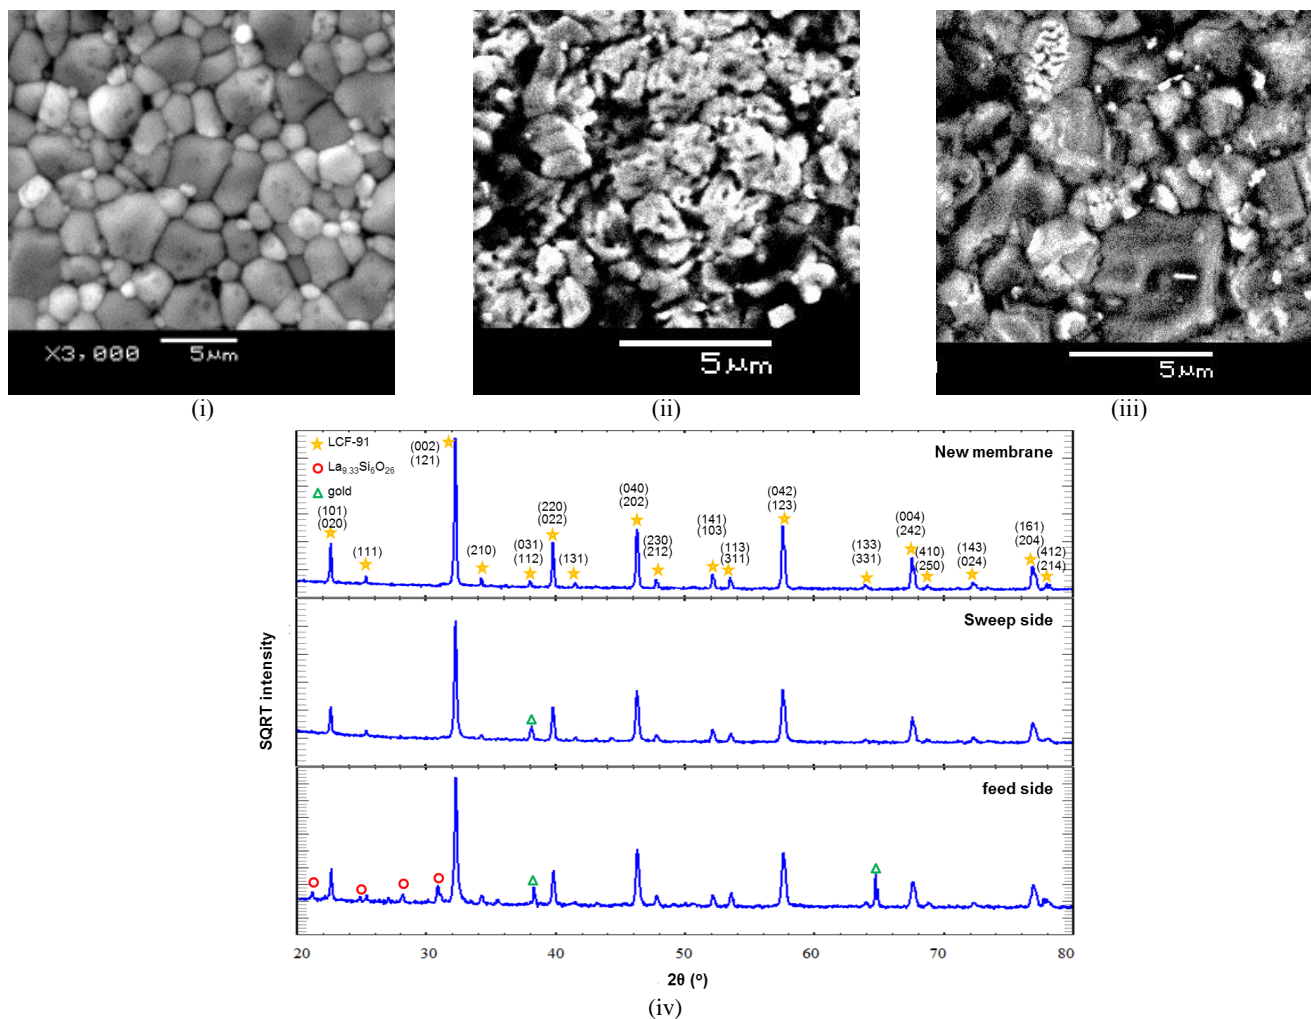 X3,000 5µm
5µm
5µm
(i)
(ii)
(iii)
LCF-91
La9.33Si6O26
gold
New membrane
(101)
(020)
(111)
(002)
(121)
(210)
(031)
(112)
(220)
(022)
(131)
(040)
(202)
(230)
(212)
(141)
(103)
(113)
(311)
(042)
(123)
(133)
(331)
(004)
(242)
(410)
(250)
(143)
(024)
(161)
(204)
(412)
(214)
Sweep side
feed side
SQRT intensity
20 30 40 50 60 70 80
2θ (°)
(iv)